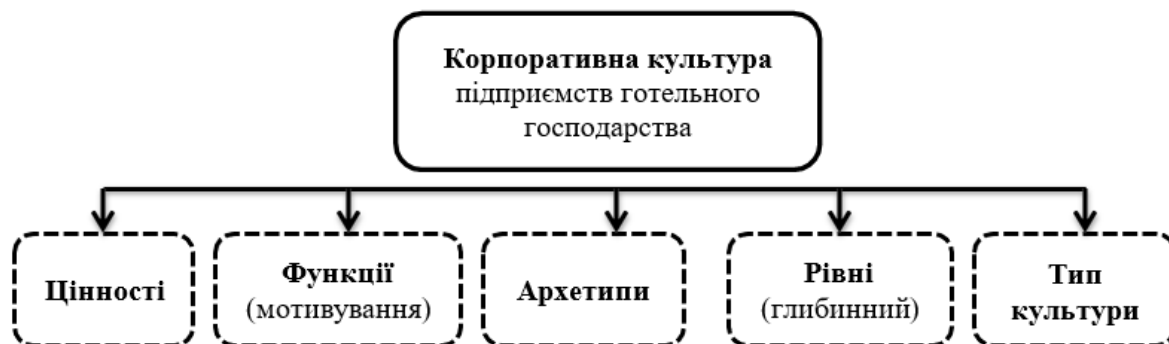 Корпоративна культура
підприємств готельного
господарства
Цінності
Функції
(мотивування)
Архетипи
Рівні
(глибинний)
Тип
культури